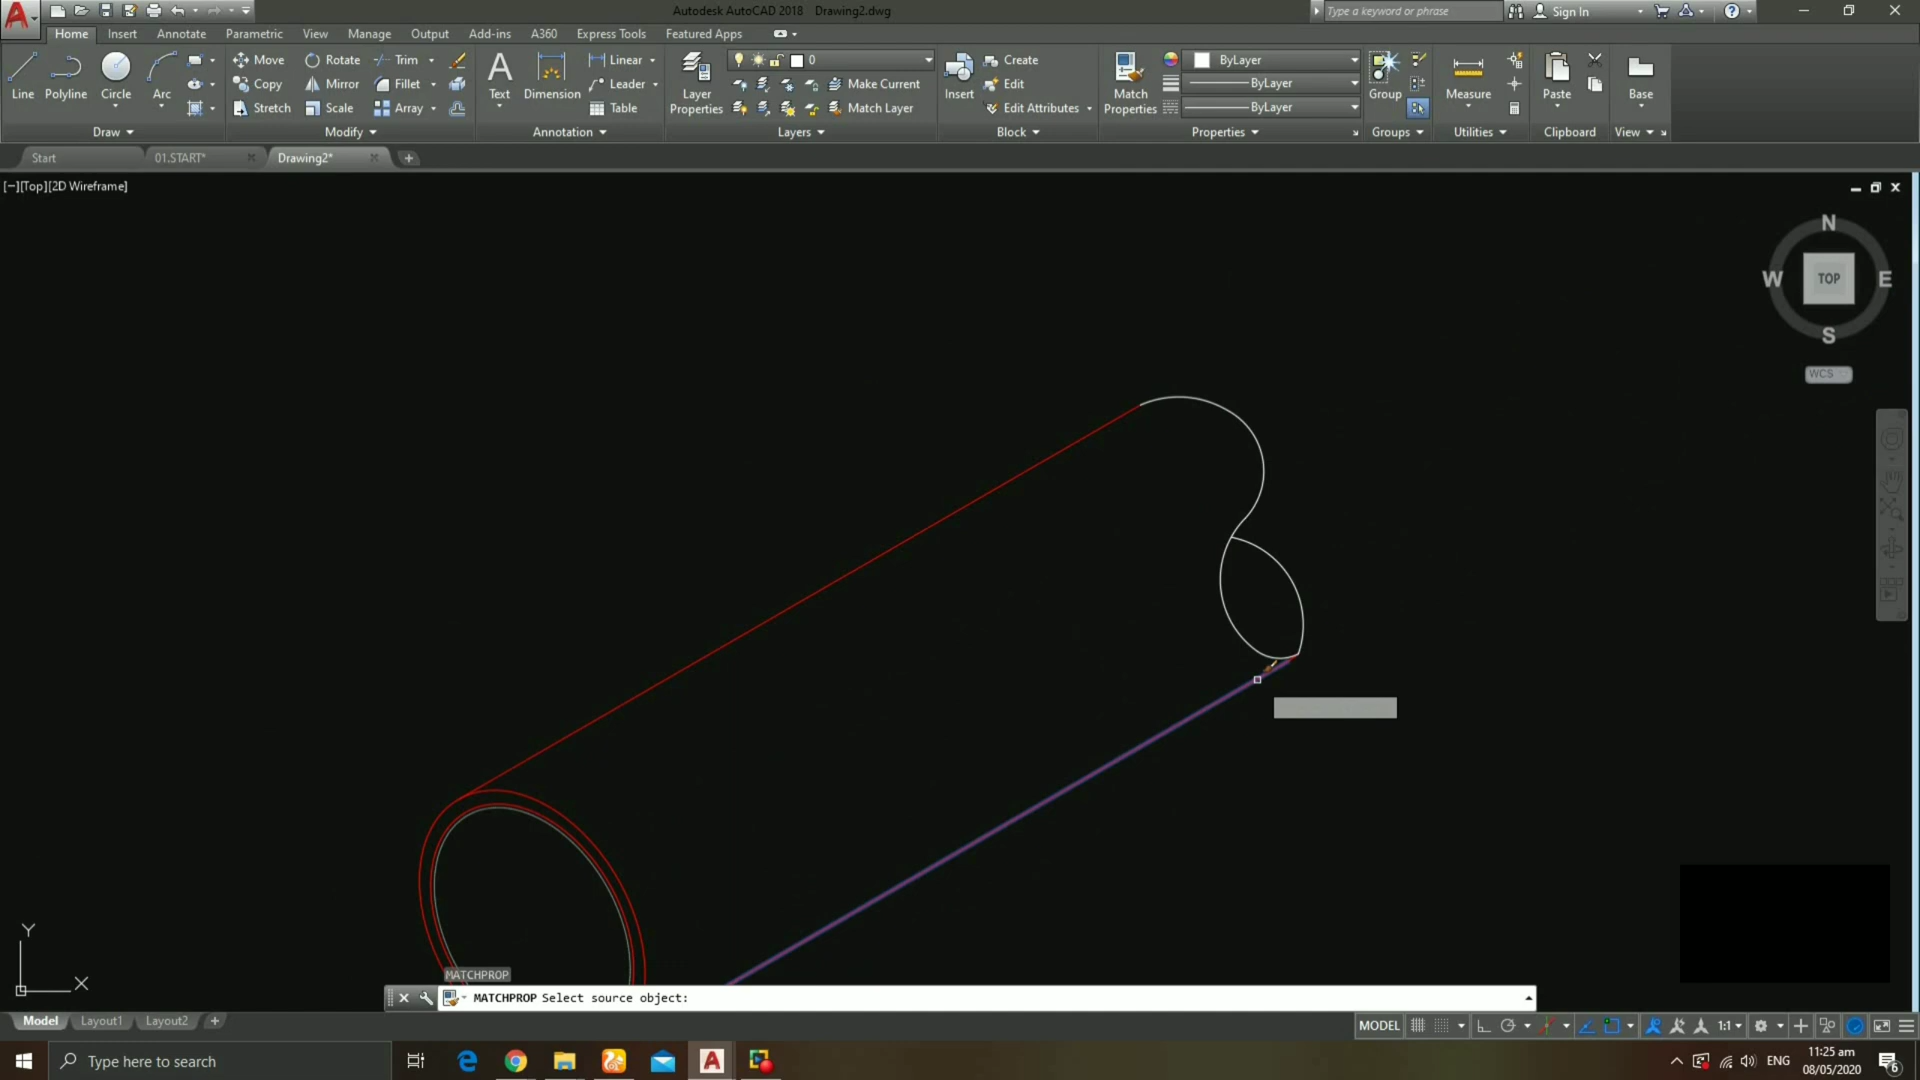 Autodesk AutoCAD 2018 Drawing2.dwg
Type a keyword or phrase
Sign In
Home Insert Annotate Parametric View Manage Output Add-ins A360 Express Tools Featured Apps
Line Polyline Circle Arc
Move Rotate Trim
Copy Mirror Fillet
Stretch Scale Array
Text Dimension
Linear
Leader
Table
Layer Properties
0
Make Current
Match Layer
Insert
Create
Edit
Edit Attributes
Match Properties
ByLayer
ByLayer
ByLayer
Group
Measure
Paste
Base
Draw Modify Annotation Layers Block Properties Groups Utilities Clipboard View
Start 01.START* Drawing2*
[−][Top][2D Wireframe]
N
W TOP E
S
WCS
Y
X
MATCHPROP
MATCHPROP Select source object:
Model Layout1 Layout2
MODEL 1:1
Type here to search
ENG
11:25 am
08/05/2020
6